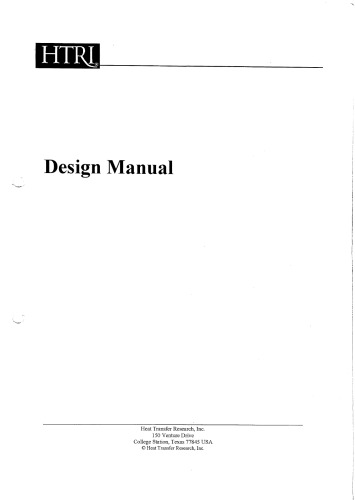 HTRI®
Design Manual
Heat Transfer Research, Inc.
150 Venture Drive
College Station, Texas 77845 USA
© Heat Transfer Research, Inc.